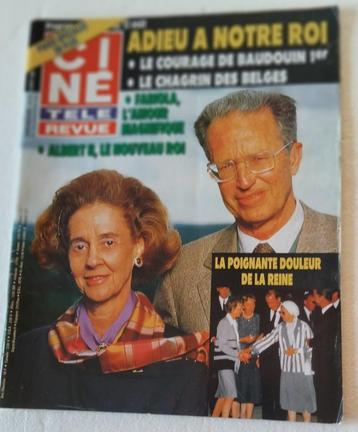 ADIEU A NOTRE ROI
• LE COURAGE DE BAUDOUIN 1er
• LE CHAGRIN DES BELGES
CINÉ
TELE
REVUE
• FABIOLA,
L'AMOUR
MAGNIFIQUE
• ALBERT II, LE NOUVEAU ROI
LA POIGNANTE DOULEUR
DE LA REINE